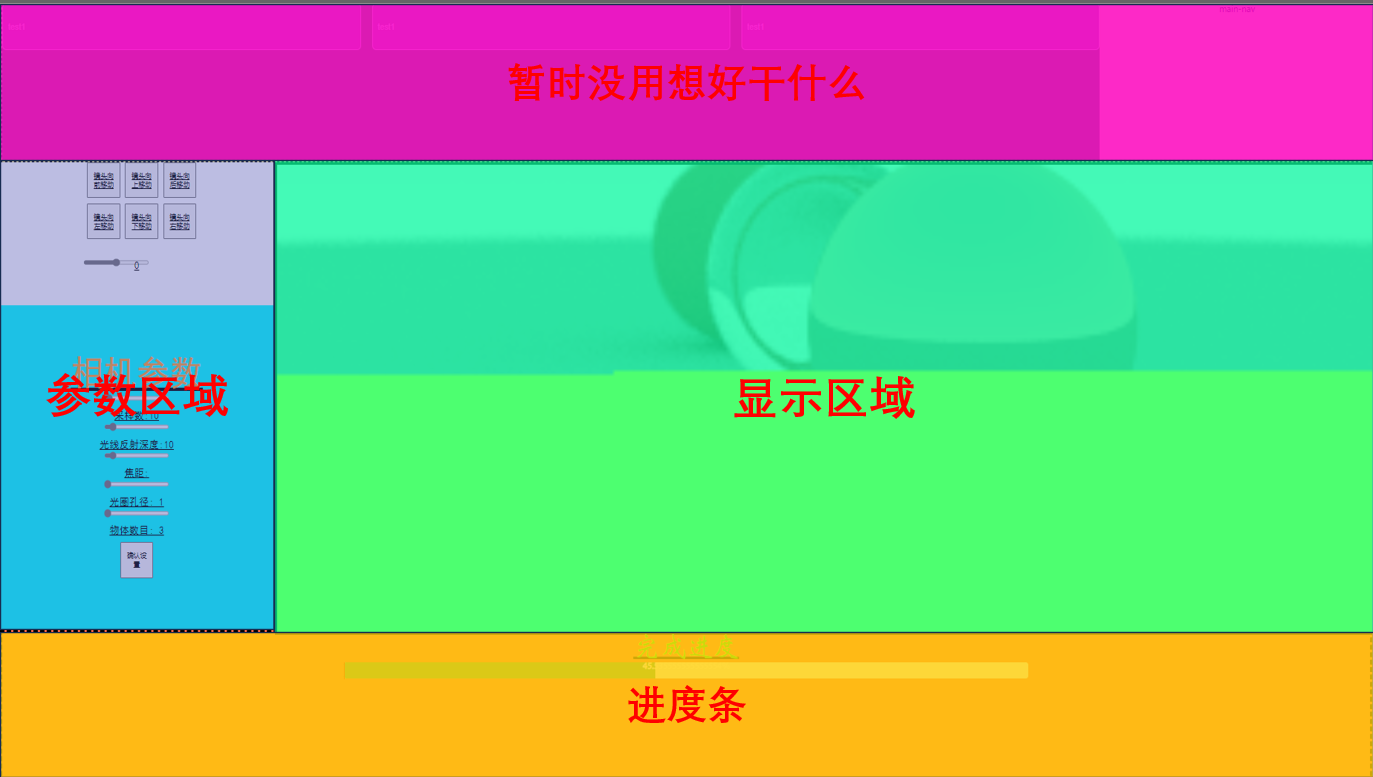 main-nav
test1 test1 test1
暂时没用想好干什么
镜头向前移动 镜头向上移动 镜头向后移动
镜头向左移动 镜头向下移动 镜头向右移动
0
相机参数
参数区域
显示区域
采样数:10
光线反射深度:10
焦距:
光圈孔径: 1
物体数目: 3
确认设置
完成进度
进度条